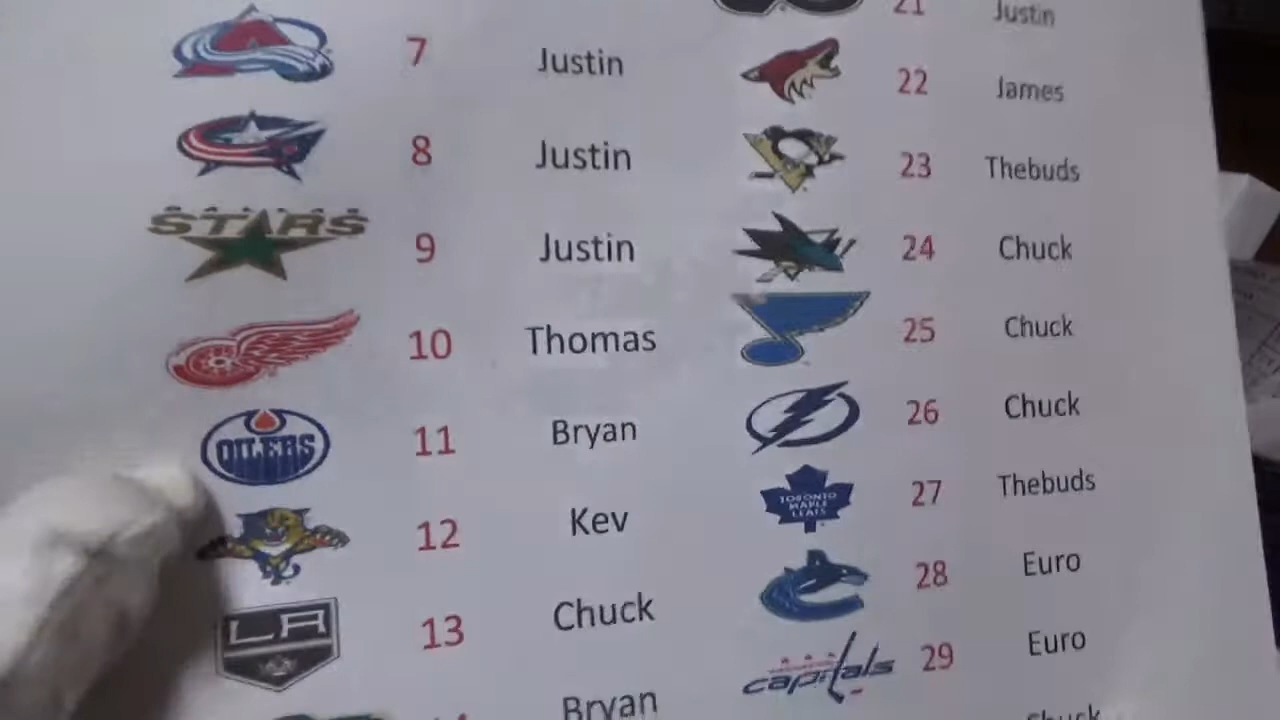 7 Justin
8 Justin
STARS 9 Justin
10 Thomas
OILERS 11 Bryan
12 Kev
LA 13 Chuck
Bryan
21 Justin
22 James
23 Thebuds
24 Chuck
25 Chuck
26 Chuck
TORONTO MAPLE LEAFS 27 Thebuds
28 Euro
capitals 29 Euro